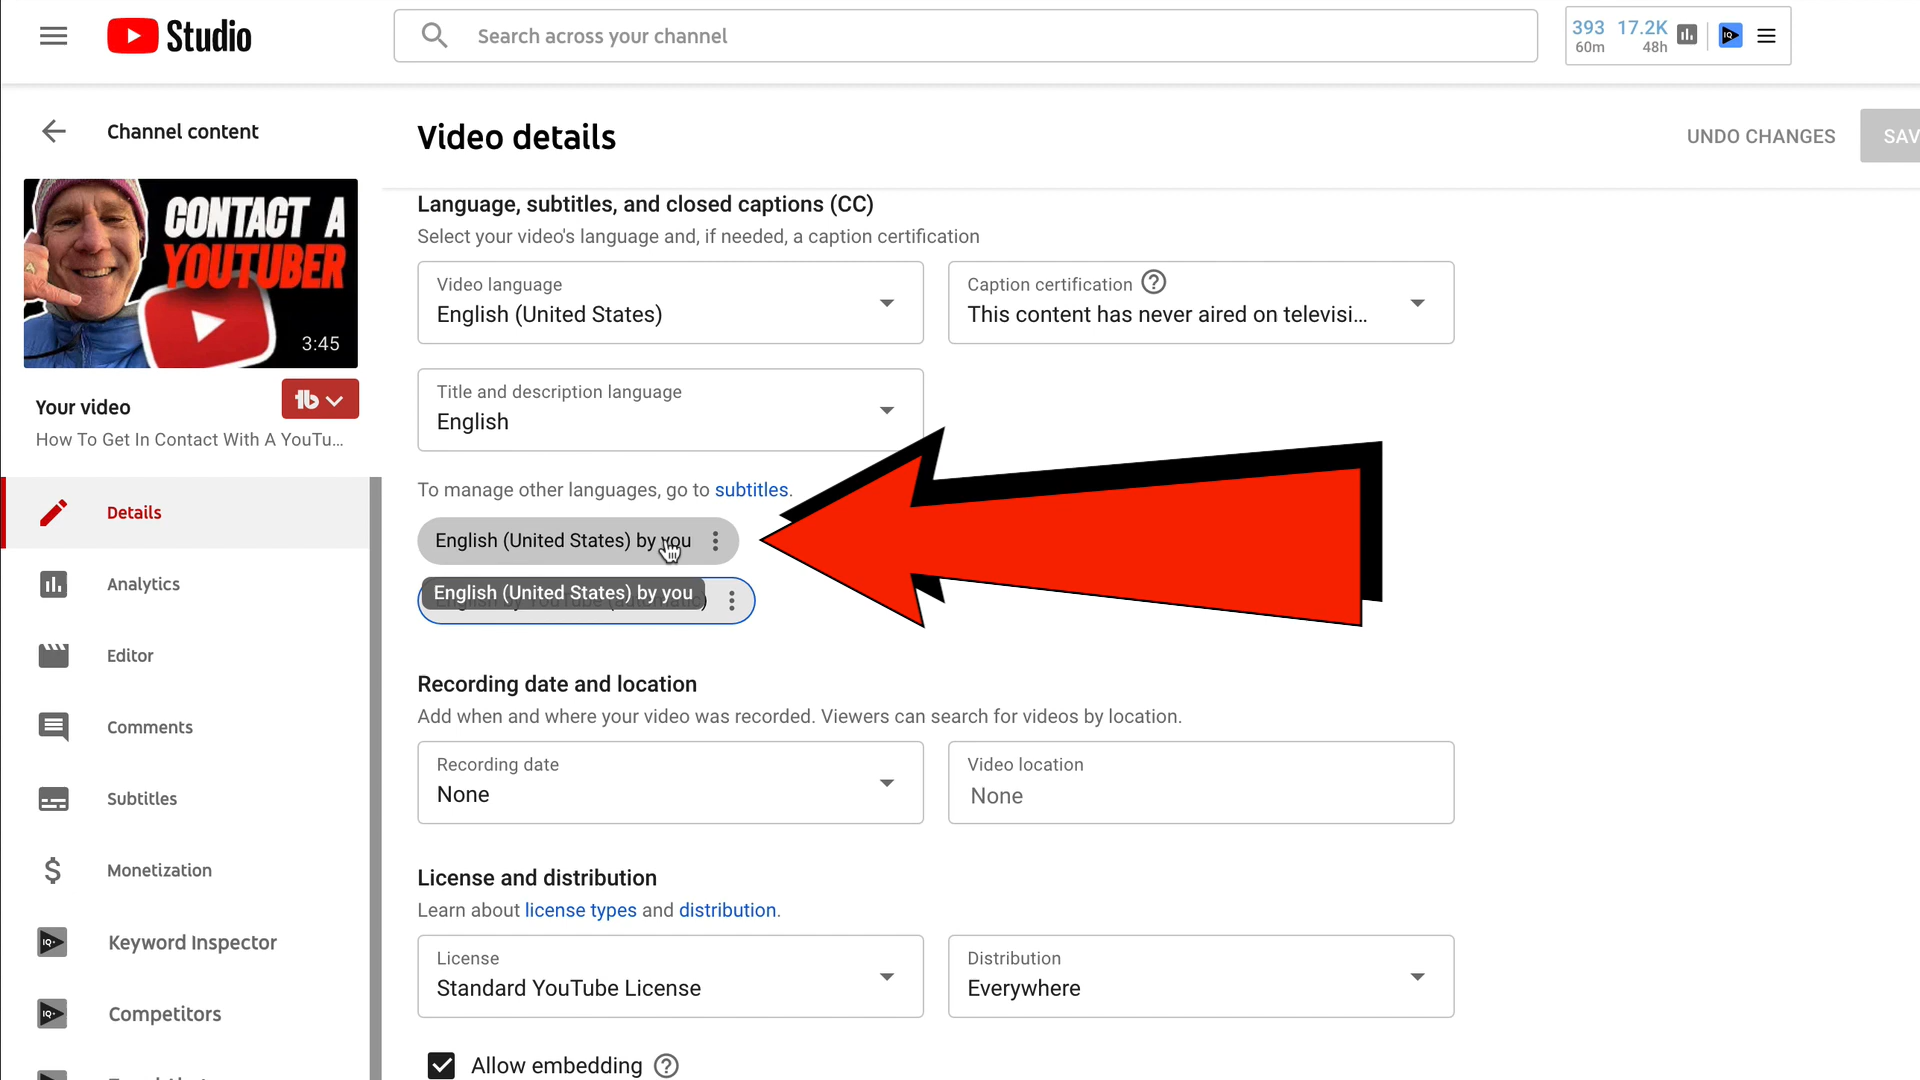 Studio
Search across your channel
393 17.2K
60m 48h
IQ
Channel content
Video details
UNDO CHANGES
SAV
CONTACT A
YOUTUBER
3:45
Your video
tb
How To Get In Contact With A YouTu...
Details
Analytics
Editor
Comments
Subtitles
Monetization
IQ
Keyword Inspector
IQ
Competitors
Language, subtitles, and closed captions (CC)
Select your video's language and, if needed, a caption certification
Video language
English (United States)
Caption certification ?
This content has never aired on televisi...
Title and description language
English
To manage other languages, go to subtitles.
English (United States) by you
English (United States) by you
Recording date and location
Add when and where your video was recorded. Viewers can search for videos by location.
Recording date
None
Video location
None
License and distribution
Learn about license types and distribution.
License
Standard YouTube License
Distribution
Everywhere
Allow embedding ?